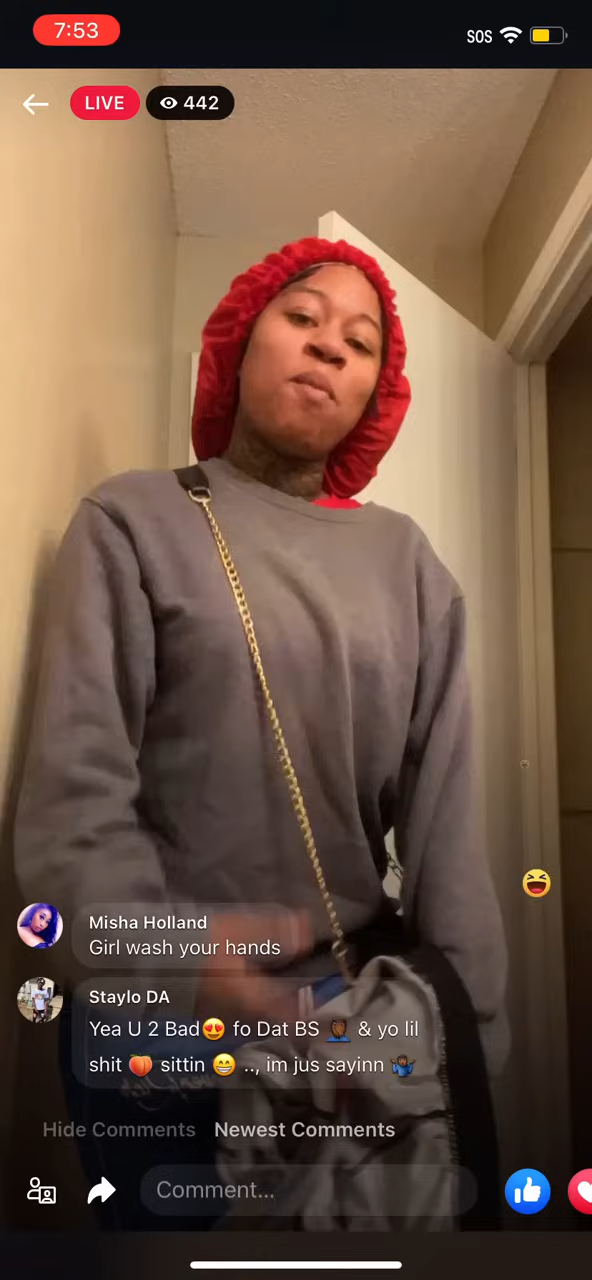 7:53
SOS
LIVE
442
Misha Holland
Girl wash your hands
Staylo DA
Yea U 2 Bad😍 fo Dat BS 🤦🏾‍♂️ & yo lil
shit 🍑 sittin 😁 .., im jus sayinn 🤷🏾‍♂️
Hide Comments
Newest Comments
Comment...